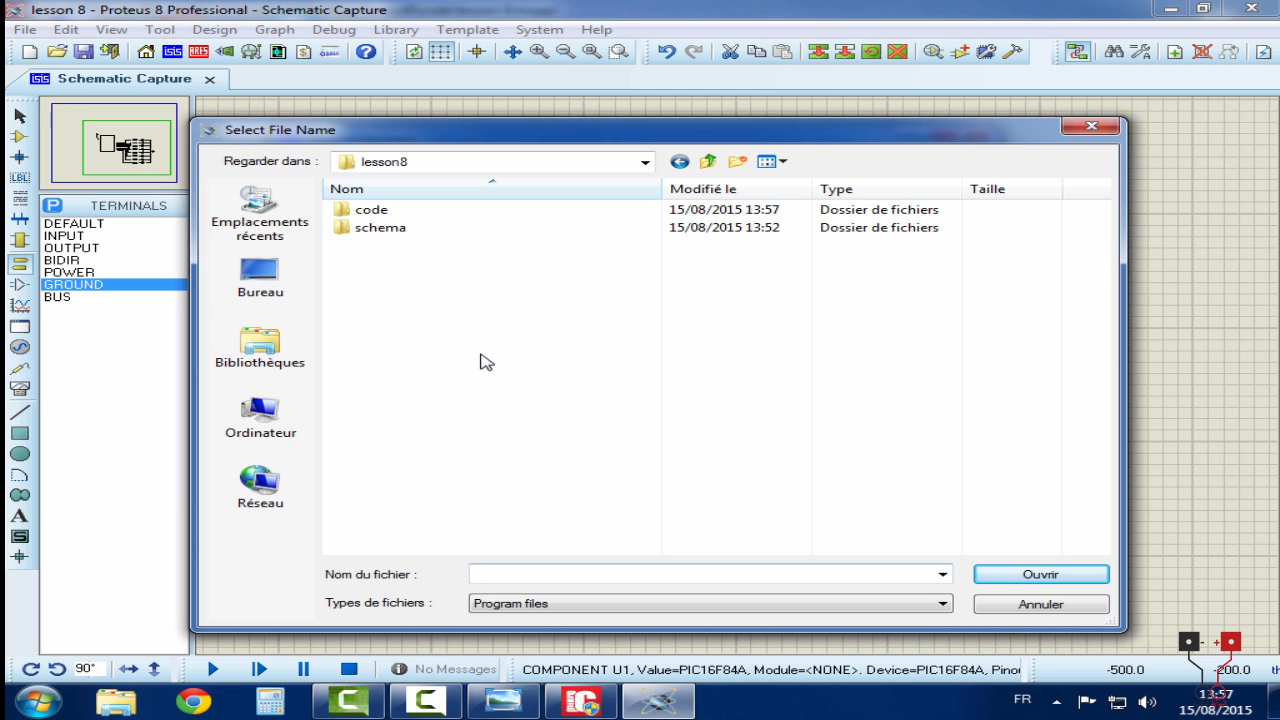 lesson 8 - Proteus 8 Professional - Schematic Capture
File Edit View Tool Design Graph Debug Library Template System Help
Schematic Capture
TERMINALS
DEFAULT
INPUT
OUTPUT
BIDIR
POWER
GROUND
BUS
Select File Name
Regarder dans : lesson8
Nom Modifié le Type Taille
code 15/08/2015 13:57 Dossier de fichiers
schema 15/08/2015 13:52 Dossier de fichiers
Emplacements
récents
Bureau
Bibliothèques
Ordinateur
Réseau
Nom du fichier : Ouvrir
Types de fichiers : Program files Annuler
90° No Messages COMPONENT U1, Value=PIC16F84A, Module=<NONE>. Device=PIC16F84A, Pino -500.0 -200.0 th
FR 13:57
15/08/2015